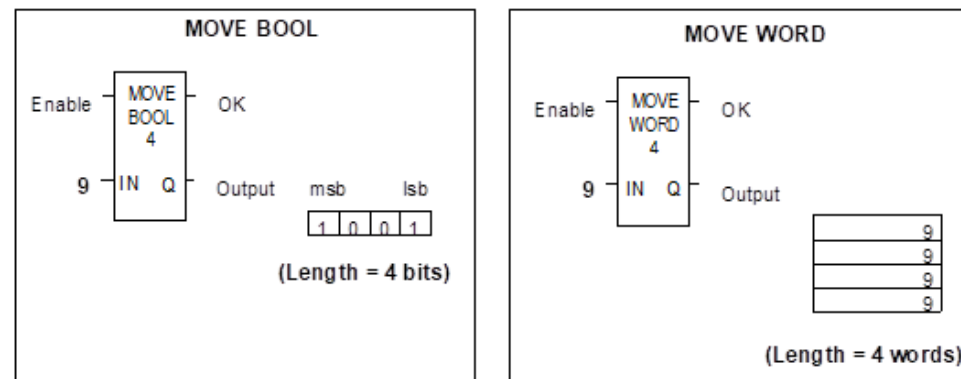 MOVE BOOL
Enable
MOVE
BOOL
4
OK
9
IN Q
Output
msb lsb
1 0 0 1
(Length = 4 bits)
MOVE WORD
Enable
MOVE
WORD
4
OK
9
IN Q
Output
9
9
9
9
(Length = 4 words)